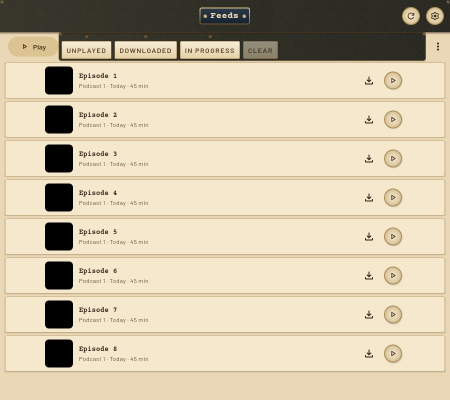 Feeds
Play
UNPLAYED
DOWNLOADED
IN PROGRESS
CLEAR
Episode 1
Podcast 1 · Today · 45 min
Episode 2
Podcast 1 · Today · 45 min
Episode 3
Podcast 1 · Today · 45 min
Episode 4
Podcast 1 · Today · 45 min
Episode 5
Podcast 1 · Today · 45 min
Episode 6
Podcast 1 · Today · 45 min
Episode 7
Podcast 1 · Today · 45 min
Episode 8
Podcast 1 · Today · 45 min